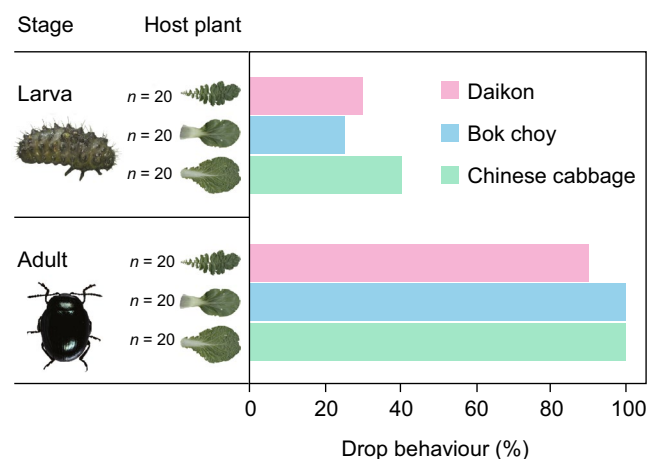 Stage Host plant
Larva
n = 20
n = 20
n = 20
Daikon
Bok choy
Chinese cabbage
Adult
n = 20
n = 20
n = 20
0 20 40 60 80 100
Drop behaviour (%)